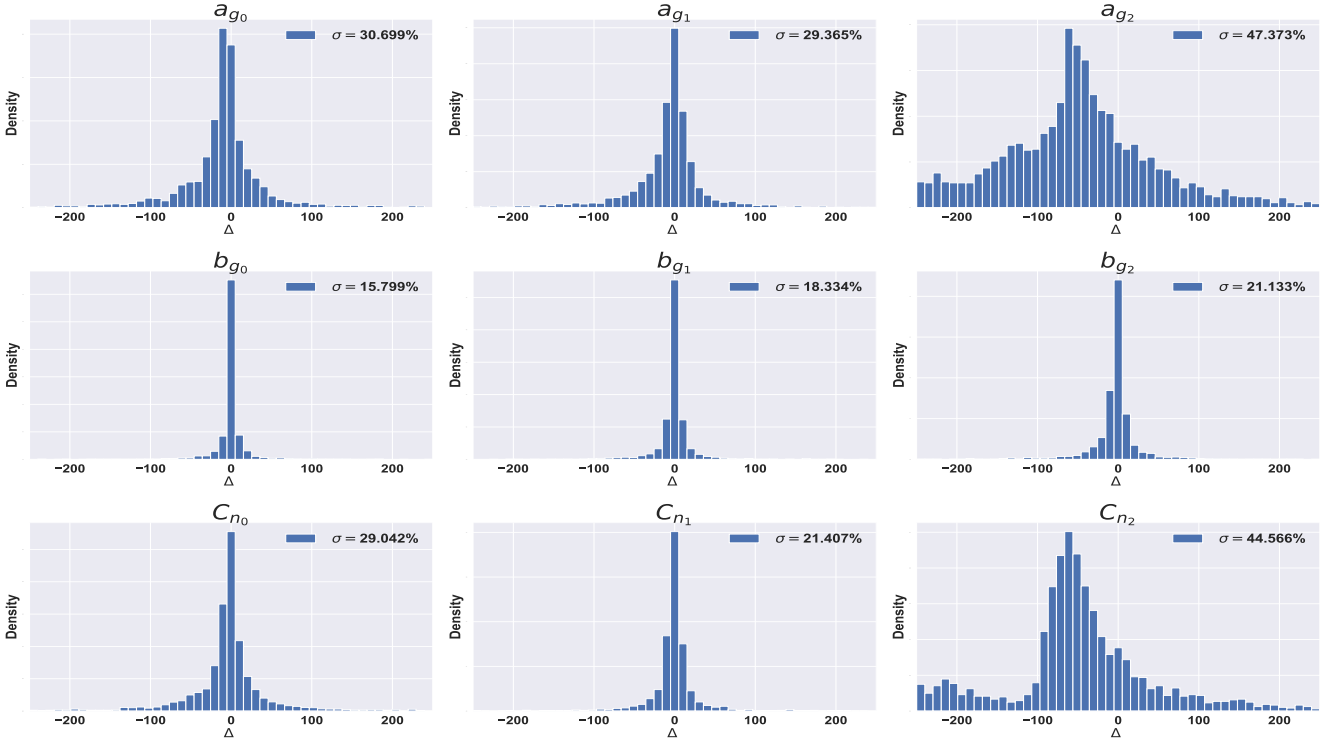 a_{g_0} a_{g_1} a_{g_2}
σ = 30.699% σ = 29.365% σ = 47.373%
Density Density Density
−200 −100 0 100 200 −200 −100 0 100 200 −200 −100 0 100 200
Δ Δ Δ
b_{g_0} b_{g_1} b_{g_2}
σ = 15.799% σ = 18.334% σ = 21.133%
Density Density Density
−200 −100 0 100 200 −200 −100 0 100 200 −200 −100 0 100 200
Δ Δ Δ
C_{n_0} C_{n_1} C_{n_2}
σ = 29.042% σ = 21.407% σ = 44.566%
Density Density Density
−200 −100 0 100 200 −200 −100 0 100 200 −200 −100 0 100 200
Δ Δ Δ